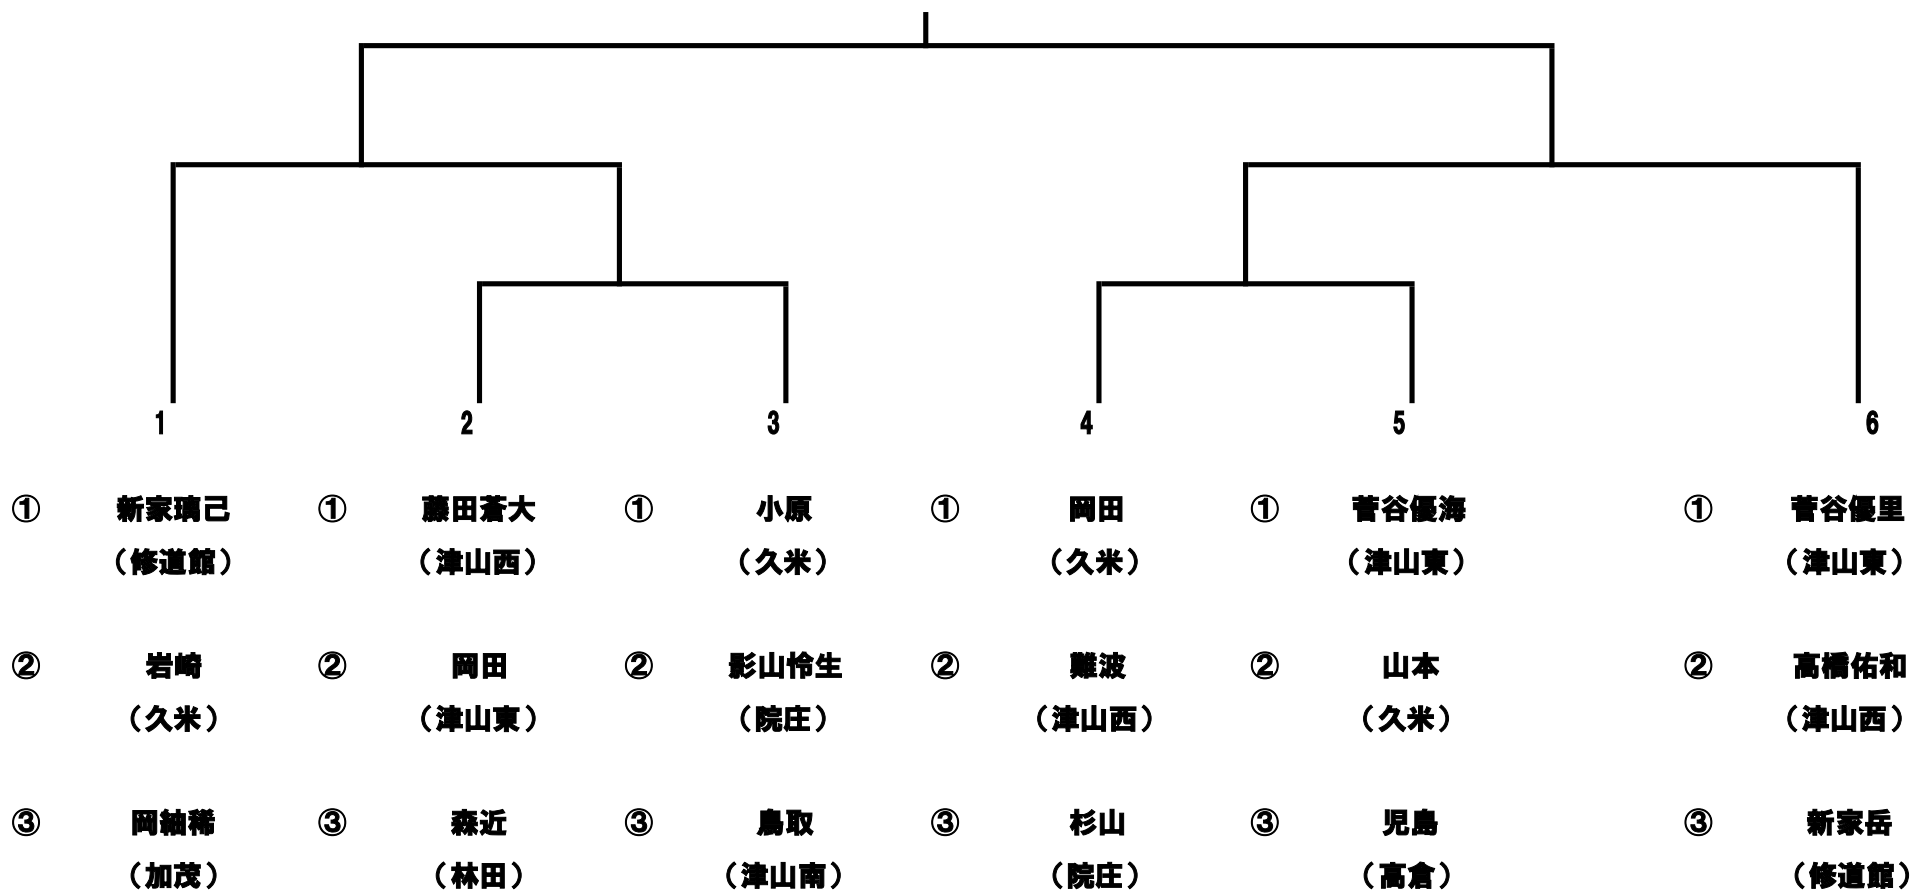 1 2 3 4 5 6
① 新家璃己 ① 藤田蒼大 ① 小原 ① 岡田 ① 菅谷優海 ① 菅谷優里
（修道館） （津山西） （久米） （久米） （津山東） （津山東）
② 岩崎 ② 岡田 ② 影山怜生 ② 難波 ② 山本 ② 髙橋佑和
（久米） （津山東） （院庄） （津山西） （久米） （津山西）
③ 岡紬稀 ③ 森近 ③ 鳥取 ③ 杉山 ③ 児島 ③ 新家岳
（加茂） （林田） （津山南） （院庄） （高倉） （修道館）